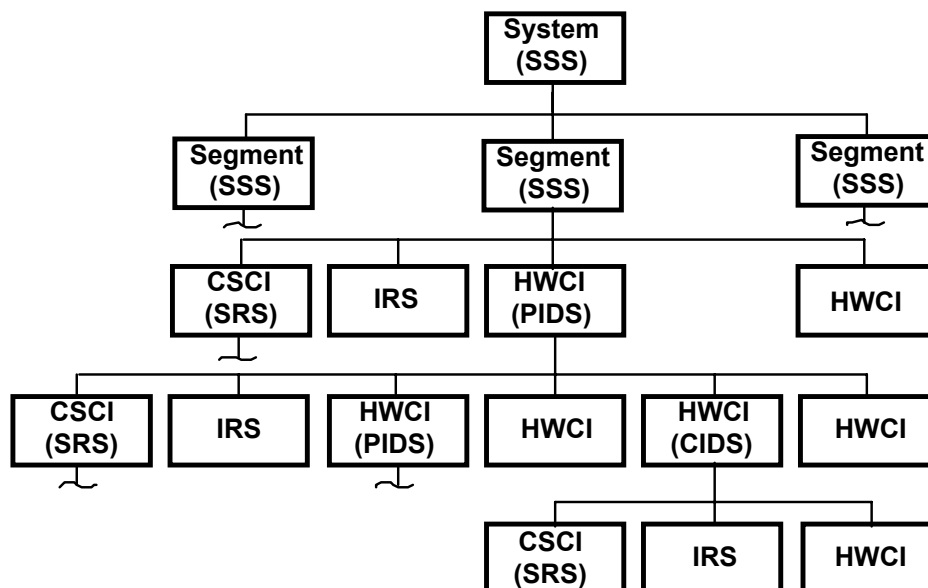 System
(SSS)
Segment
(SSS)
Segment
(SSS)
Segment
(SSS)
CSCI
(SRS)
IRS
HWCI
(PIDS)
HWCI
CSCI
(SRS)
IRS
HWCI
(PIDS)
HWCI
HWCI
(CIDS)
HWCI
CSCI
(SRS)
IRS
HWCI